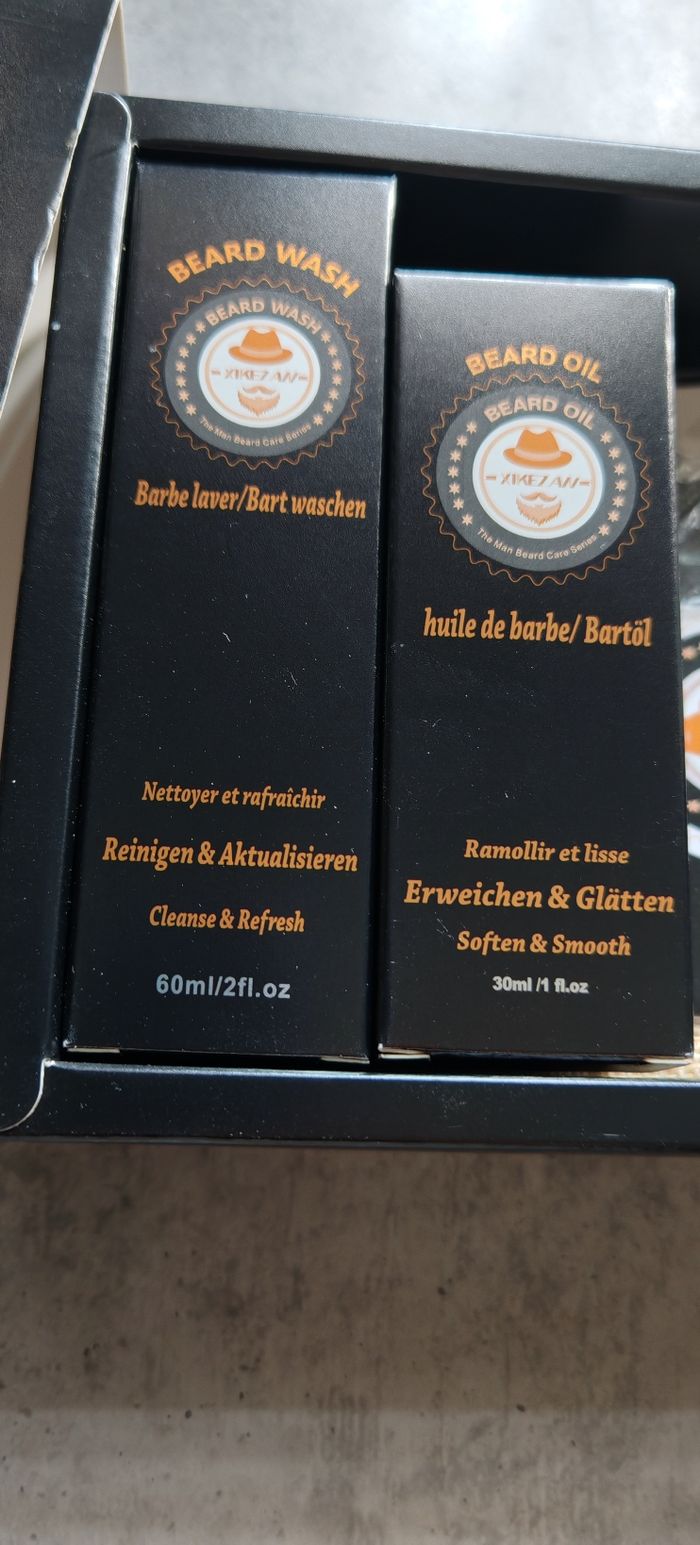 BEARD WASH
BEARD WASH
XIKEZAW
The Man Beard Care Series
Barbe laver/Bart waschen
Nettoyer et rafraîchir
Reinigen & Aktualisieren
Cleanse & Refresh
60ml/2fl.oz
BEARD OIL
BEARD OIL
XIKEZAW
The Man Beard Care Series
huile de barbe/ Bartöl
Ramollir et lisse
Erweichen & Glätten
Soften & Smooth
30ml /1 fl.oz